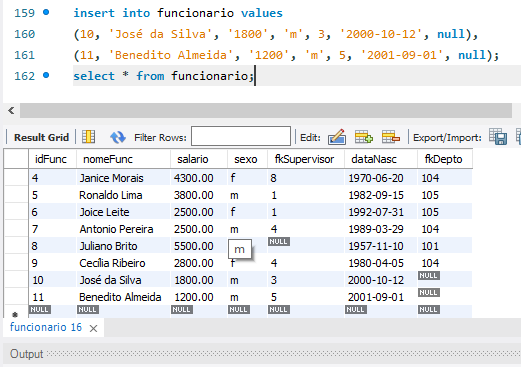 159 insert into funcionario values
160 (10, 'José da Silva', '1800', 'm', 3, '2000-10-12', null),
161 (11, 'Benedito Almeida', '1200', 'm', 5, '2001-09-01', null);
162 select * from funcionario;
Result Grid Filter Rows: Edit: Export/Import:
idFunc nomeFunc salario sexo fkSupervisor dataNasc fkDepto
4 Janice Morais 4300.00 f 8 1970-06-20 104
5 Ronaldo Lima 3800.00 m 1 1982-09-15 105
6 Joice Leite 2500.00 f 1 1992-07-31 105
7 Antonio Pereira 2500.00 m 4 1989-03-29 104
8 Juliano Brito 5500.00 m NULL 1957-11-10 101
9 Cecília Ribeiro 2800.00 f 4 1980-04-05 104
10 José da Silva 1800.00 m 3 2000-10-12 NULL
11 Benedito Almeida 1200.00 m 5 2001-09-01 NULL
NULL NULL NULL NULL NULL NULL NULL
funcionario 16
Output